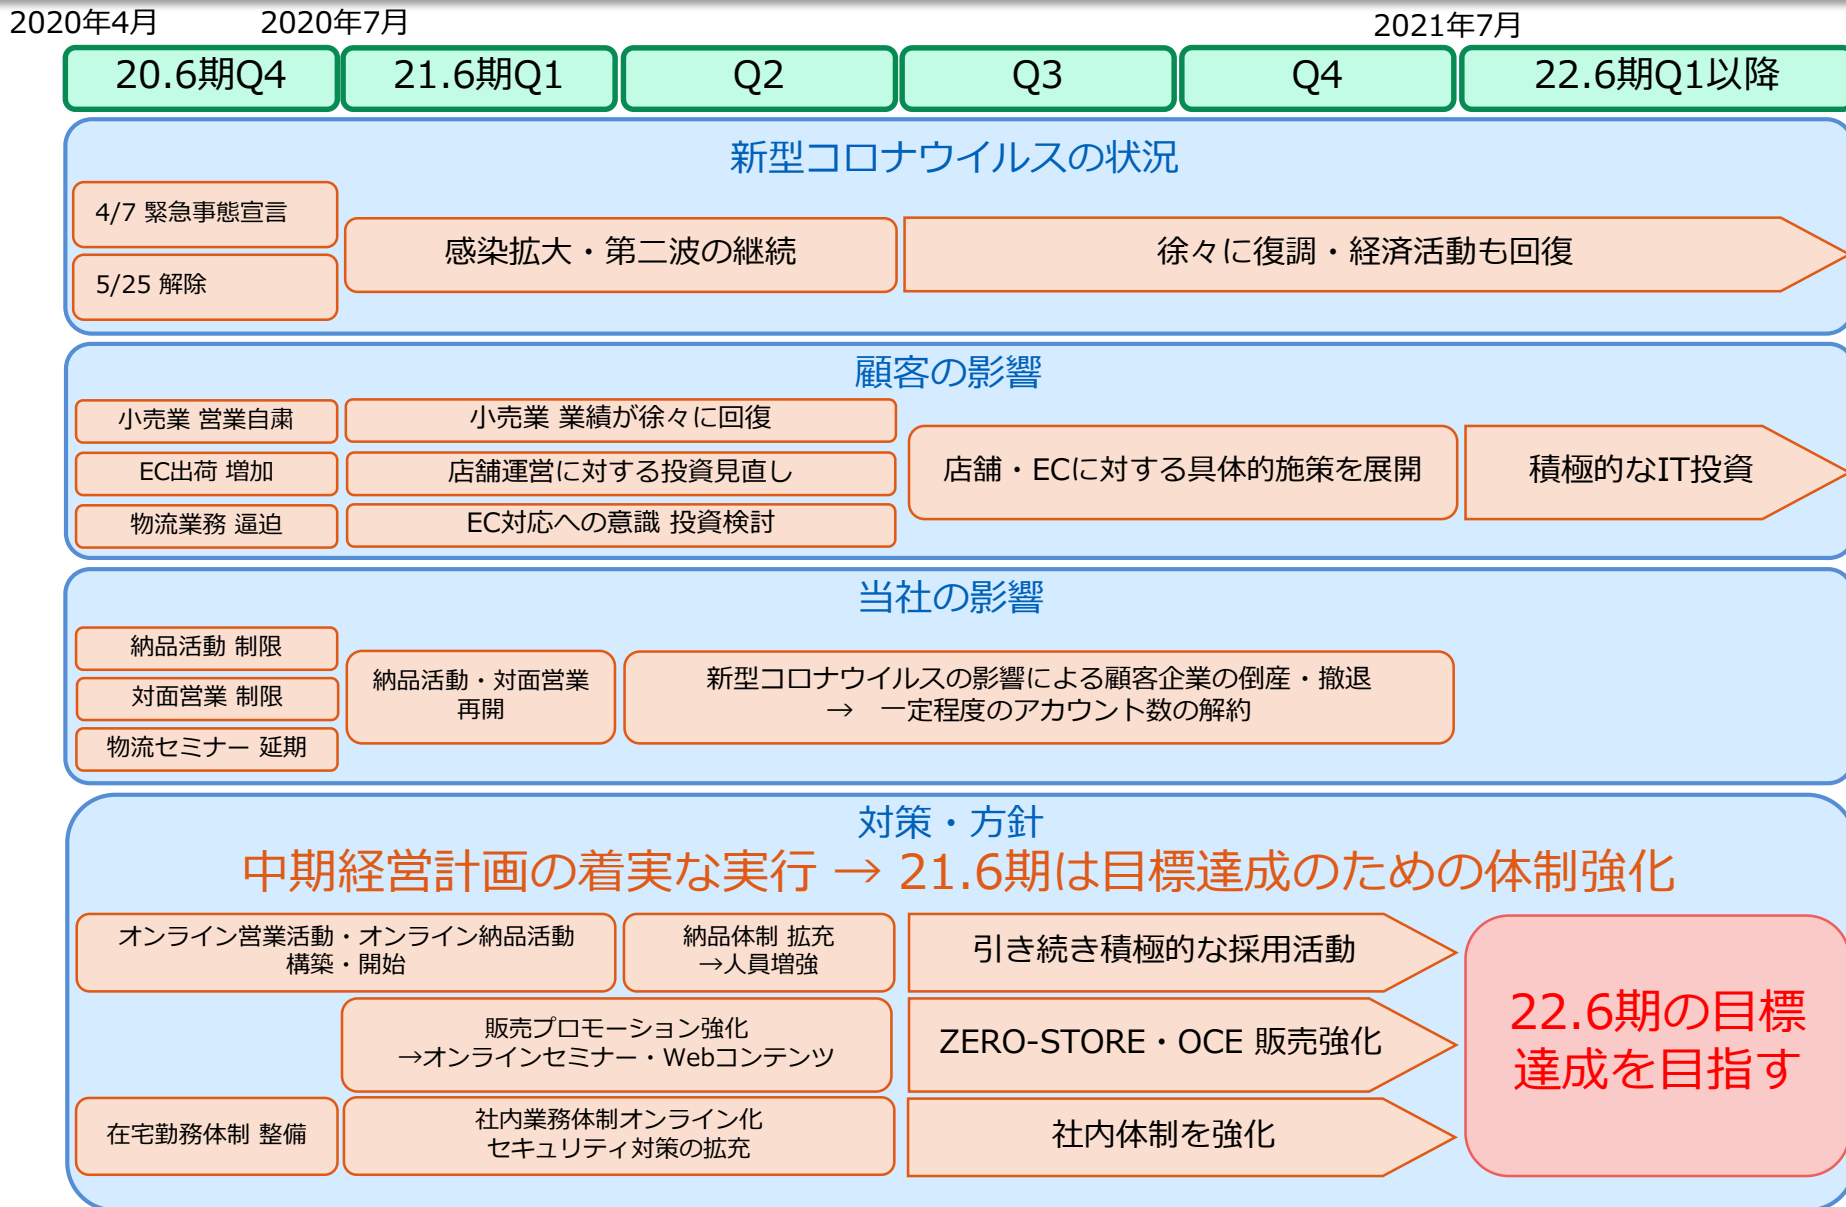 2020年4月
2020年7月
2021年7月
20.6期Q4
21.6期Q1
Q2
Q3
Q4
22.6期Q1以降
新型コロナウイルスの状況
4/7 緊急事態宣言
5/25 解除
感染拡大・第二波の継続
徐々に復調・経済活動も回復
顧客の影響
小売業 営業自粛
EC出荷 増加
物流業務 逼迫
小売業 業績が徐々に回復
店舗運営に対する投資見直し
EC対応への意識 投資検討
店舗・ECに対する具体的施策を展開
積極的なIT投資
当社の影響
納品活動 制限
対面営業 制限
物流セミナー 延期
納品活動・対面営業
再開
新型コロナウイルスの影響による顧客企業の倒産・撤退
→ 一定程度のアカウント数の解約
対策・方針
中期経営計画の着実な実行 → 21.6期は目標達成のための体制強化
オンライン営業活動・オンライン納品活動
構築・開始
納品体制 拡充
→人員増強
引き続き積極的な採用活動
販売プロモーション強化
→オンラインセミナー・Webコンテンツ
ZERO-STORE・OCE 販売強化
在宅勤務体制 整備
社内業務体制オンライン化
セキュリティ対策の拡充
社内体制を強化
22.6期の目標
達成を目指す